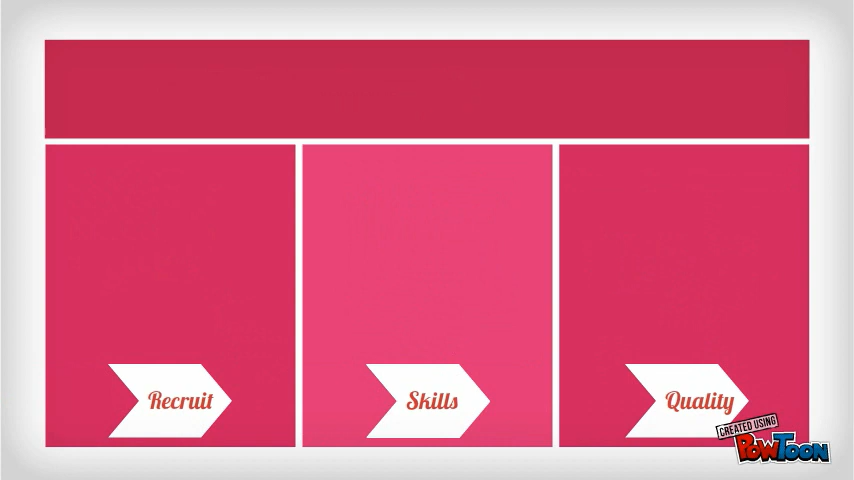 Recruit
Skills
Quality
CREATED USING
POWTOON